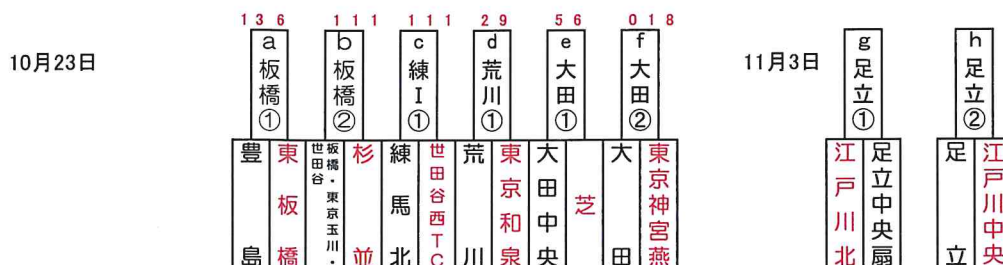 1 3 6 1 1 1 1 1 1 2 9 5 6 0 1 8
10月23日
a 板橋①
b 板橋②
c 練Ⅰ①
d 荒川①
e 大田①
f 大田②
11月3日
g 足立①
h 足立②
豊島
東板橋
板橋・東京玉川・世田谷
杉並
練馬北
世田谷西TC
荒川
東京和泉
大田中央
芝
大田
東京神宮燕
江戸川北
足立中央扇
足立
江戸川中央